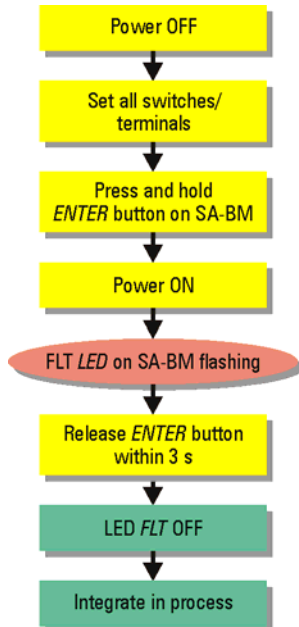 Power OFF
Set all switches/
terminals
Press and hold
ENTER button on SA-BM
Power ON
FLT LED on SA-BM flashing
Release ENTER button
within 3 s
LED FLT OFF
Integrate in process